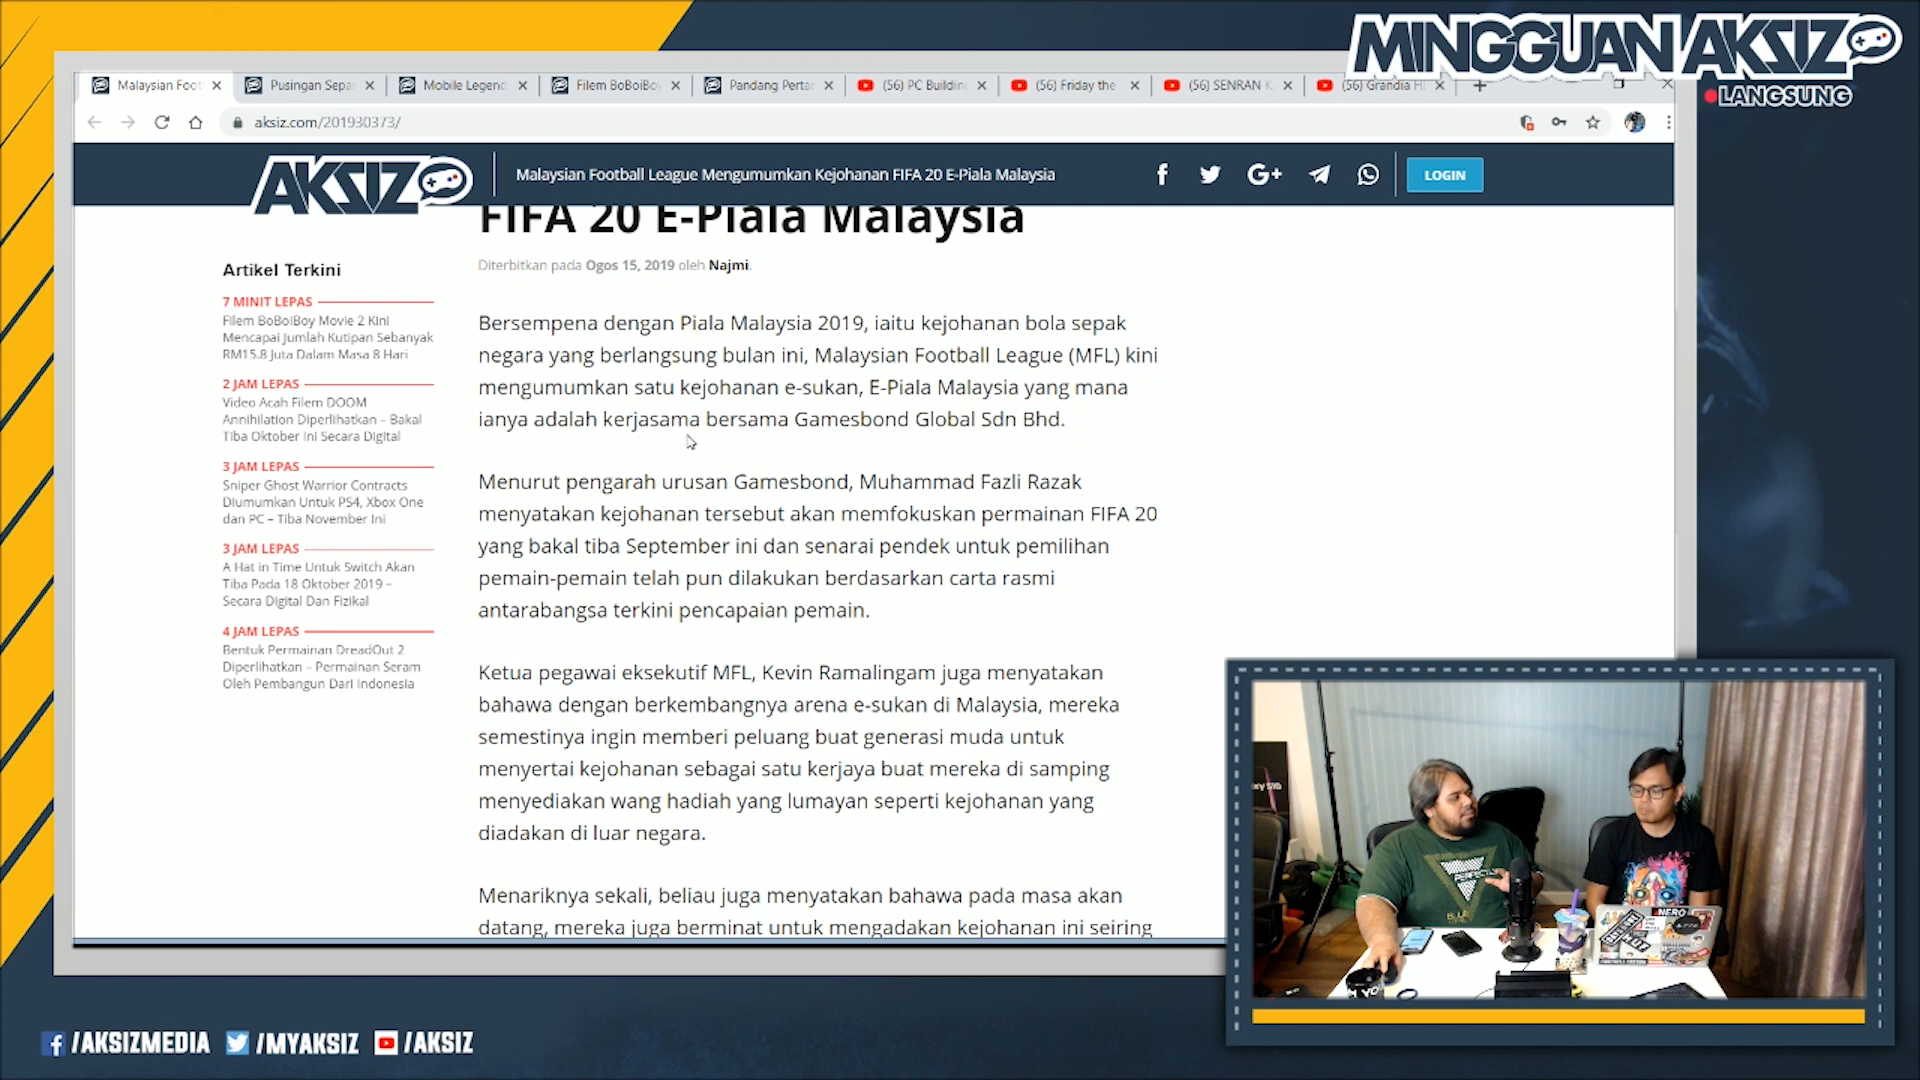 MINGGUAN AKSIZ
LANGSUNG
Malaysian Foot
Pusingan Sepa
Mobile Legend
Filem BoBoiBoy
Pandang Pertar
(56) PC Building
(56) Friday the
(56) SENRAN K
(56) Grandia H
aksiz.com/201930373/
AKSIZ
Malaysian Football League Mengumumkan Kejohanan FIFA 20 E-Piala Malaysia
LOGIN
FIFA 20 E-Piala Malaysia
Diterbitkan pada Ogos 15, 2019 oleh Najmi.
Artikel Terkini
7 MINIT LEPAS
Filem BoBoiBoy Movie 2 Kini
Mencapai Jumlah Kutipan Sebanyak
RM15.8 Juta Dalam Masa 8 Hari
2 JAM LEPAS
Video Acah Filem DOOM
Annihilation Diperlihatkan – Bakal
Tiba Oktober Ini Secara Digital
3 JAM LEPAS
Sniper Ghost Warrior Contracts
Diumumkan Untuk PS4, Xbox One
dan PC – Tiba November Ini
3 JAM LEPAS
A Hat in Time Untuk Switch Akan
Tiba Pada 18 Oktober 2019 –
Secara Digital Dan Fizikal
4 JAM LEPAS
Bentuk Permainan DreadOut 2
Diperlihatkan – Permainan Seram
Oleh Pembangun Dari Indonesia
Bersempena dengan Piala Malaysia 2019, iaitu kejohanan bola sepak
negara yang berlangsung bulan ini, Malaysian Football League (MFL) kini
mengumumkan satu kejohanan e-sukan, E-Piala Malaysia yang mana
ianya adalah kerjasama bersama Gamesbond Global Sdn Bhd.
Menurut pengarah urusan Gamesbond, Muhammad Fazli Razak
menyatakan kejohanan tersebut akan memfokuskan permainan FIFA 20
yang bakal tiba September ini dan senarai pendek untuk pemilihan
pemain-pemain telah pun dilakukan berdasarkan carta rasmi
antarabangsa terkini pencapaian pemain.
Ketua pegawai eksekutif MFL, Kevin Ramalingam juga menyatakan
bahawa dengan berkembangnya arena e-sukan di Malaysia, mereka
semestinya ingin memberi peluang buat generasi muda untuk
menyertai kejohanan sebagai satu kerjaya buat mereka di samping
menyediakan wang hadiah yang lumayan seperti kejohanan yang
diadakan di luar negara.
Menariknya sekali, beliau juga menyatakan bahawa pada masa akan
datang, mereka juga berminat untuk mengadakan kejohanan ini seiring
PERFECTLY
NERO
/AKSIZMEDIA
/MYAKSIZ
/AKSIZ